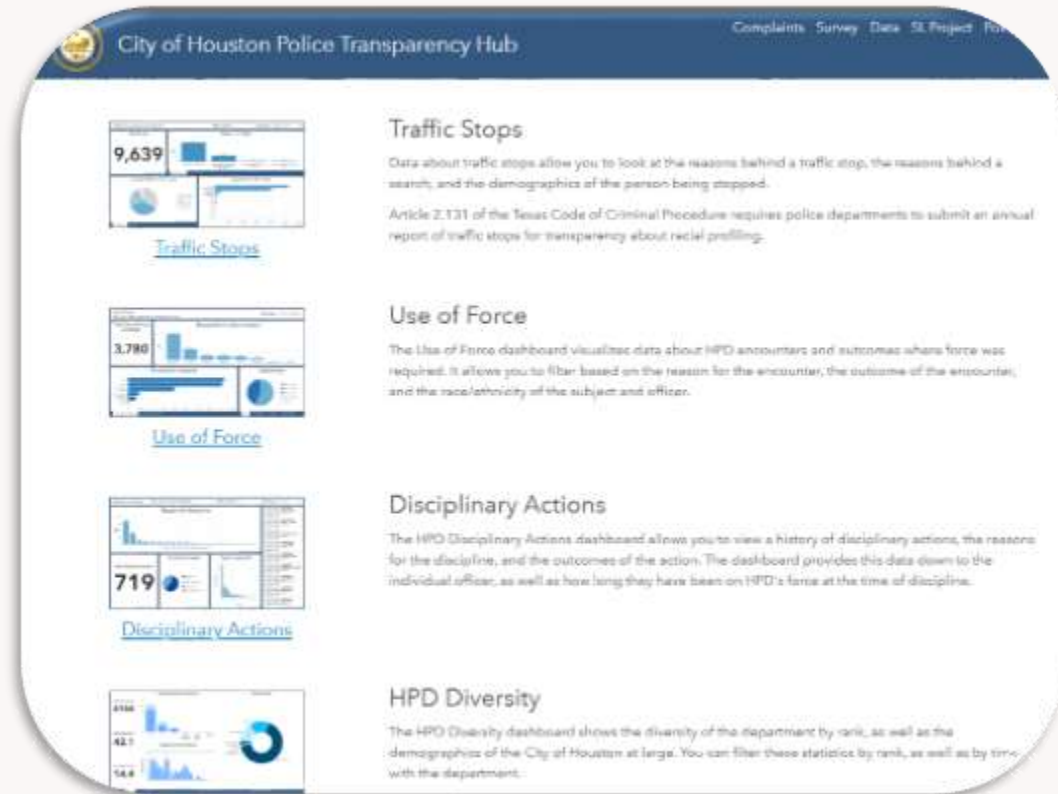 City of Houston Police Transparency Hub
Complaints Survey Data SL Project
9,639
Traffic Stops
Traffic Stops
Data about traffic stops allow you to look at the reasons behind a traffic stop, the reasons behind a
search, and the demographics of the person being stopped.
Article 2.131 of the Texas Code of Criminal Procedure requires police departments to submit an annual
report of traffic stops for transparency about racial profiling.
3,780
Use of Force
Use of Force
The Use of Force dashboard visualizes data about HPD encounters and outcomes where force was
required. It allows you to filter based on the reason for the encounter, the outcome of the encounter,
and the race/ethnicity of the subject and officer.
719
Disciplinary Actions
Disciplinary Actions
The HPD Disciplinary Actions dashboard allows you to view a history of disciplinary actions, the reasons
for the discipline, and the outcomes of the action. The dashboard provides this data down to the
individual officer, as well as how long they have been on HPD's force at the time of discipline.
42.1
14.4
HPD Diversity
The HPD Diversity dashboard shows the diversity of the department by rank, as well as the
demographics of the City of Houston at large. You can filter these statistics by rank, as well as by time
with the department.